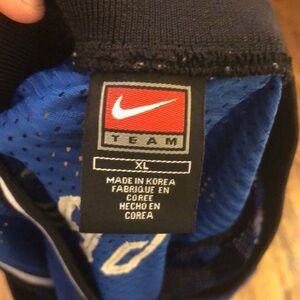 TEAM
XL
MADE IN KOREA
FABRIQUE EN
COREE
HECHO EN
COREA